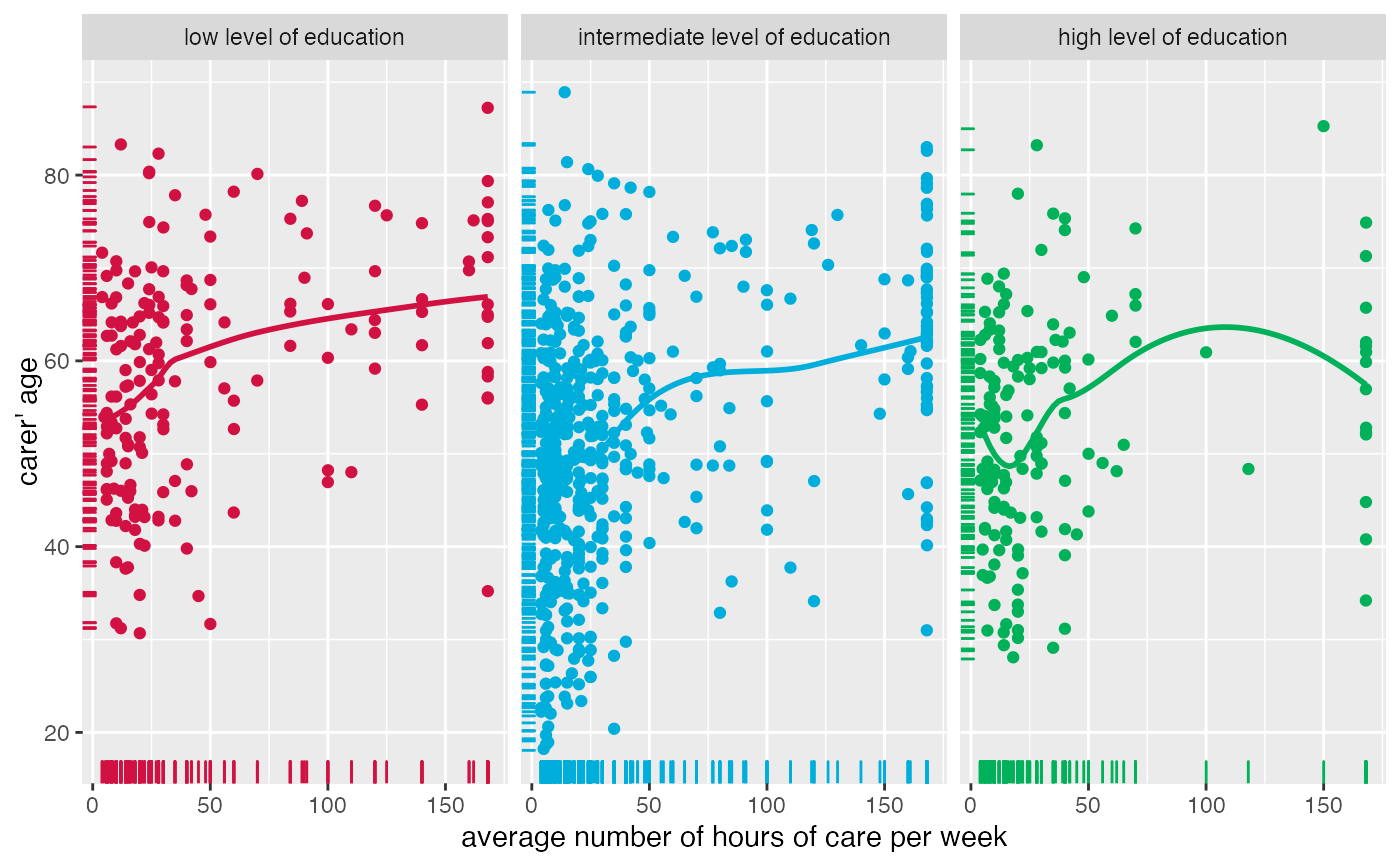 low level of education
intermediate level of education
high level of education
carer' age
80
60
40
20
0 50 100 150
0 50 100 150
0 50 100 150
average number of hours of care per week